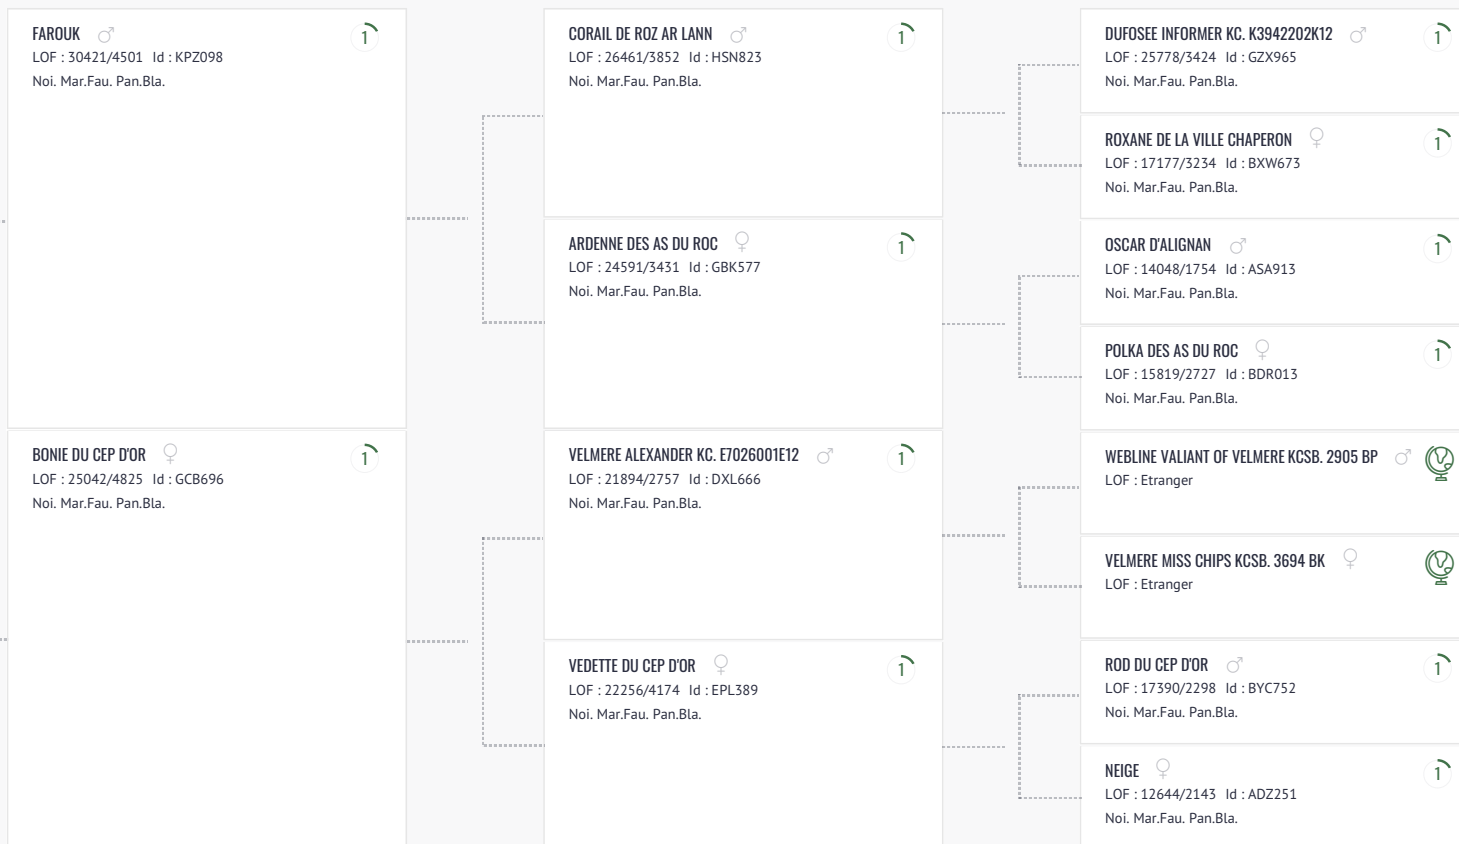 FAROUK
1
LOF : 30421/4501 Id : KPZ098
Noi. Mar.Fau. Pan.Bla.
BONIE DU CEP D'OR
1
LOF : 25042/4825 Id : GCB696
Noi. Mar.Fau. Pan.Bla.
CORAIL DE ROZ AR LANN
1
LOF : 26461/3852 Id : HSN823
Noi. Mar.Fau. Pan.Bla.
ARDENNE DES AS DU ROC
1
LOF : 24591/3431 Id : GBK577
Noi. Mar.Fau. Pan.Bla.
VELMERE ALEXANDER KC. E7026001E12
1
LOF : 21894/2757 Id : DXL666
Noi. Mar.Fau. Pan.Bla.
VEDETTE DU CEP D'OR
1
LOF : 22256/4174 Id : EPL389
Noi. Mar.Fau. Pan.Bla.
DUFOSEE INFORMER KC. K3942202K12
1
LOF : 25778/3424 Id : GZX965
Noi. Mar.Fau. Pan.Bla.
ROXANE DE LA VILLE CHAPERON
1
LOF : 17177/3234 Id : BXW673
Noi. Mar.Fau. Pan.Bla.
OSCAR D'ALIGNAN
1
LOF : 14048/1754 Id : ASA913
Noi. Mar.Fau. Pan.Bla.
POLKA DES AS DU ROC
1
LOF : 15819/2727 Id : BDR013
Noi. Mar.Fau. Pan.Bla.
WEBLINE VALIANT OF VELMERE KCSB. 2905 BP
LOF : Etranger
VELMERE MISS CHIPS KCSB. 3694 BK
LOF : Etranger
ROD DU CEP D'OR
1
LOF : 17390/2298 Id : BYC752
Noi. Mar.Fau. Pan.Bla.
NEIGE
1
LOF : 12644/2143 Id : ADZ251
Noi. Mar.Fau. Pan.Bla.